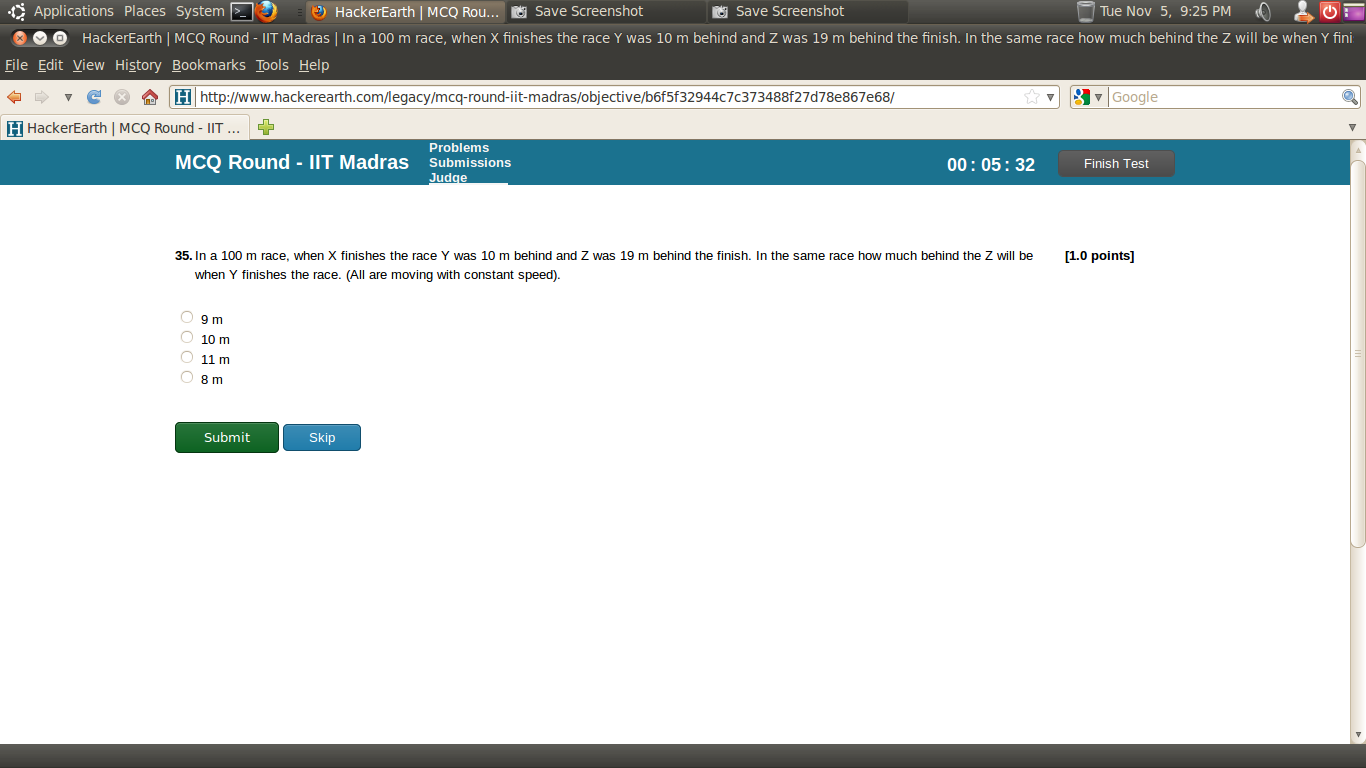 Applications Places System HackerEarth | MCQ Rou... Save Screenshot Save Screenshot Tue Nov 5, 9:25 PM
HackerEarth | MCQ Round - IIT Madras | In a 100 m race, when X finishes the race Y was 10 m behind and Z was 19 m behind the finish. In the same race how much behind the Z will be when Y fini
File Edit View History Bookmarks Tools Help
http://www.hackerearth.com/legacy/mcq-round-iit-madras/objective/b6f5f32944c7c373488f27d78e867e68/ Google
HackerEarth | MCQ Round - IIT ...
Problems
MCQ Round - IIT Madras Submissions 00 : 05 : 32 Finish Test
Judge
35. In a 100 m race, when X finishes the race Y was 10 m behind and Z was 19 m behind the finish. In the same race how much behind the Z will be [1.0 points]
when Y finishes the race. (All are moving with constant speed).
9 m
10 m
11 m
8 m
Submit Skip